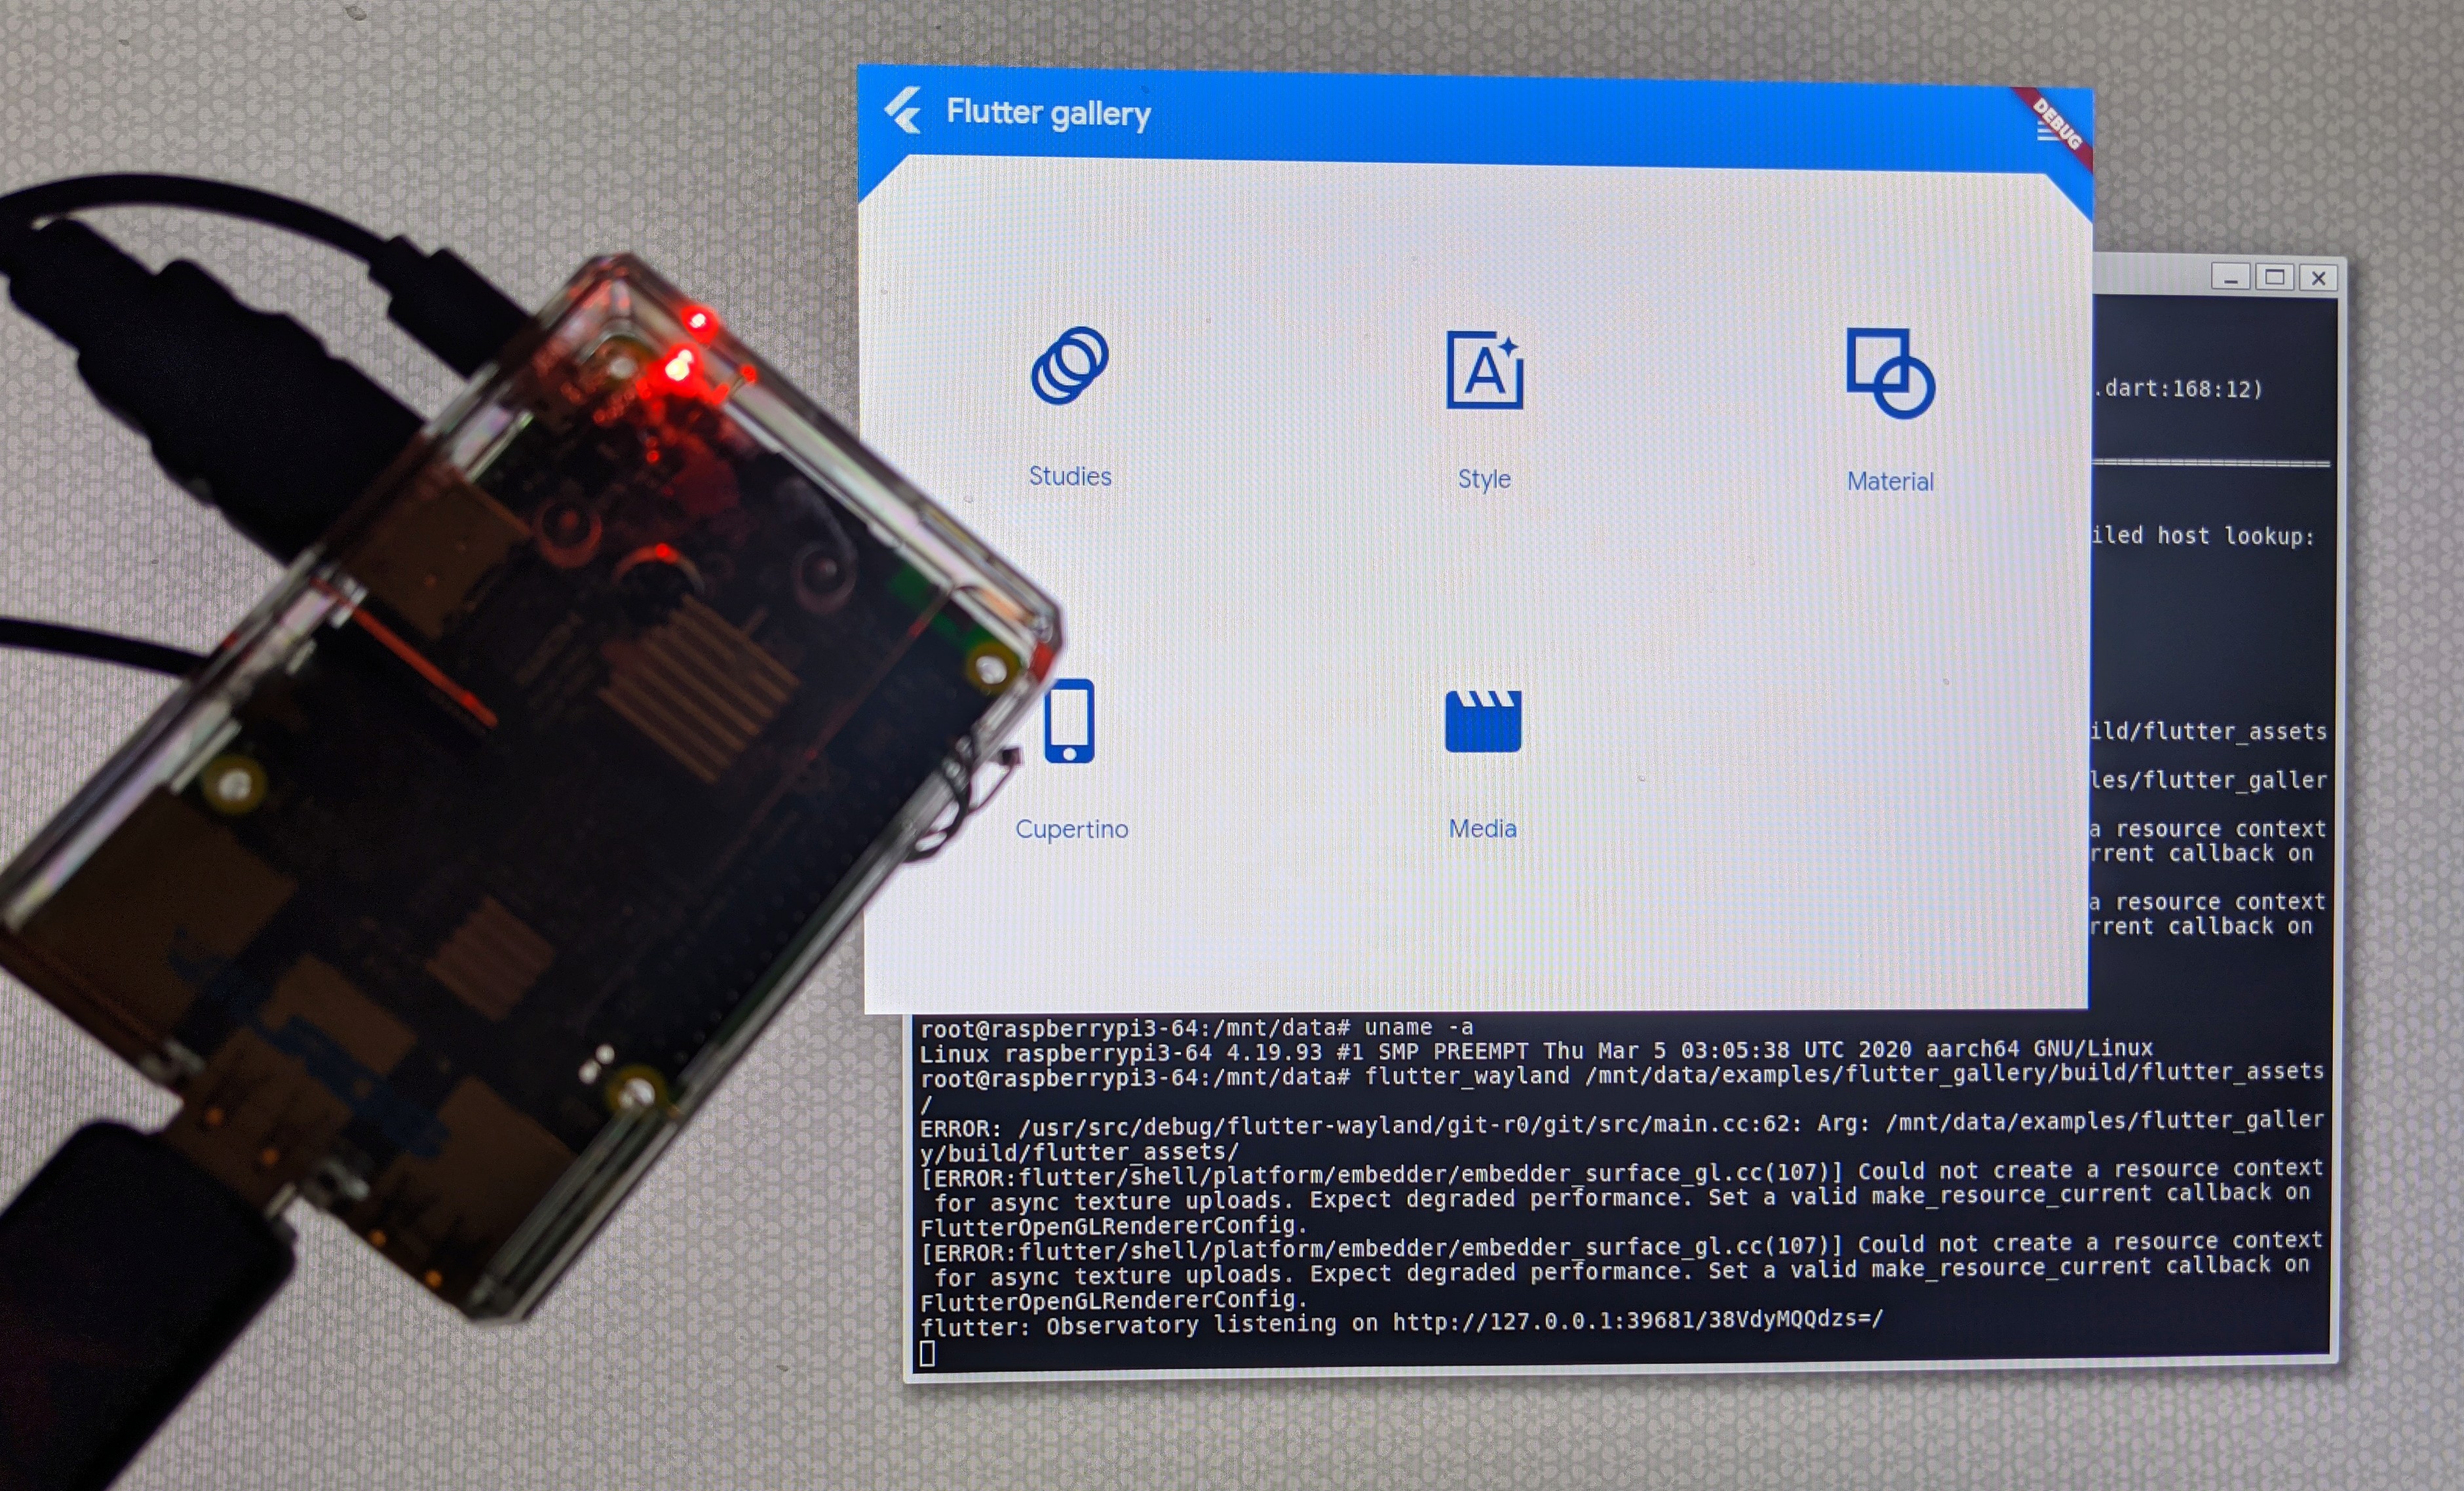 Flutter gallery
DEBUG
Studies
Style
Material
Cupertino
Media
.dart:168:12)
iled host lookup:
ild/flutter_assets
les/flutter_galler
a resource context
rrent callback on
a resource context
rrent callback on
root@raspberrypi3-64:/mnt/data# uname -a
Linux raspberrypi3-64 4.19.93 #1 SMP PREEMPT Thu Mar 5 03:05:38 UTC 2020 aarch64 GNU/Linux
root@raspberrypi3-64:/mnt/data# flutter_wayland /mnt/data/examples/flutter_gallery/build/flutter_assets
/
ERROR: /usr/src/debug/flutter-wayland/git-r0/git/src/main.cc:62: Arg: /mnt/data/examples/flutter_galler
y/build/flutter_assets/
[ERROR:flutter/shell/platform/embedder/embedder_surface_gl.cc(107)] Could not create a resource context
for async texture uploads. Expect degraded performance. Set a valid make_resource_current callback on
FlutterOpenGLRendererConfig.
[ERROR:flutter/shell/platform/embedder/embedder_surface_gl.cc(107)] Could not create a resource context
for async texture uploads. Expect degraded performance. Set a valid make_resource_current callback on
FlutterOpenGLRendererConfig.
flutter: Observatory listening on http://127.0.0.1:39681/38VdyMQQdzs=/